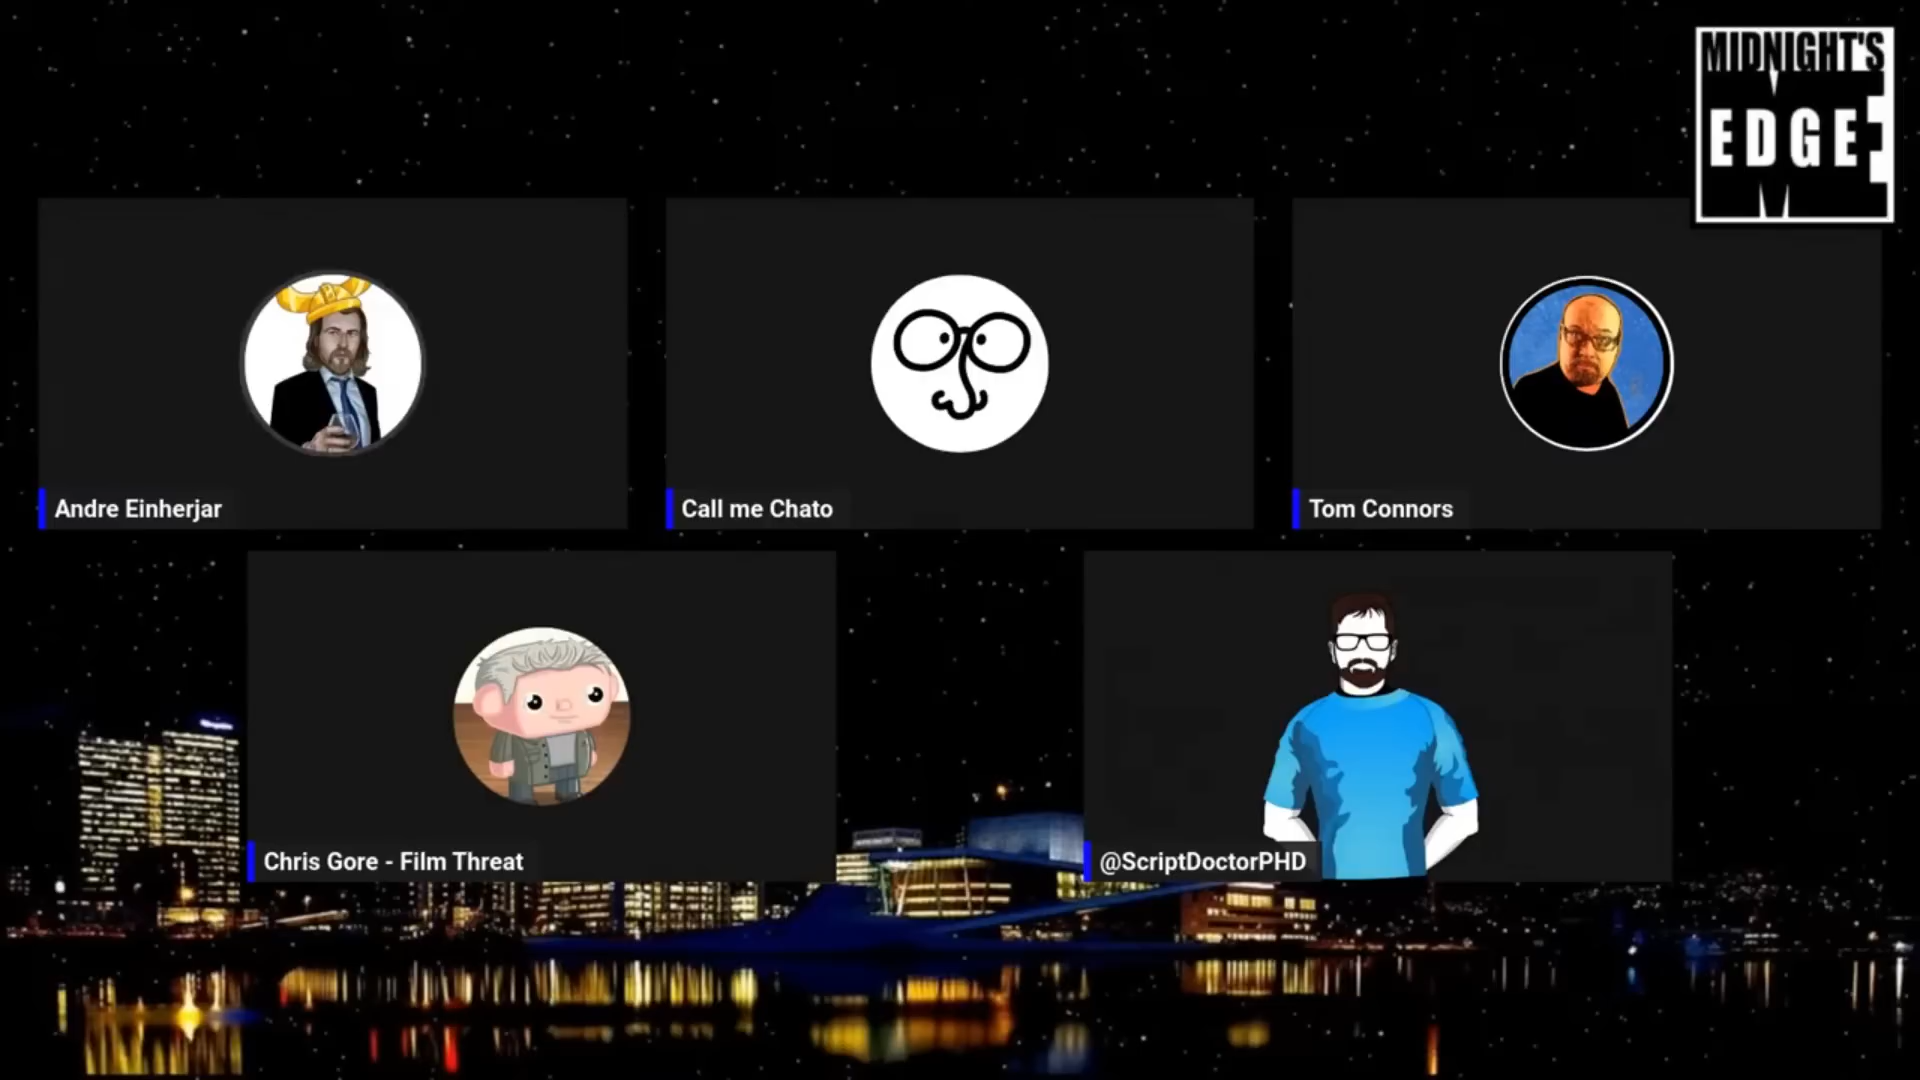 MIDNIGHT'S
EDGE
Andre Einherjar
Call me Chato
Tom Connors
Chris Gore - Film Threat
@ScriptDoctorPHD